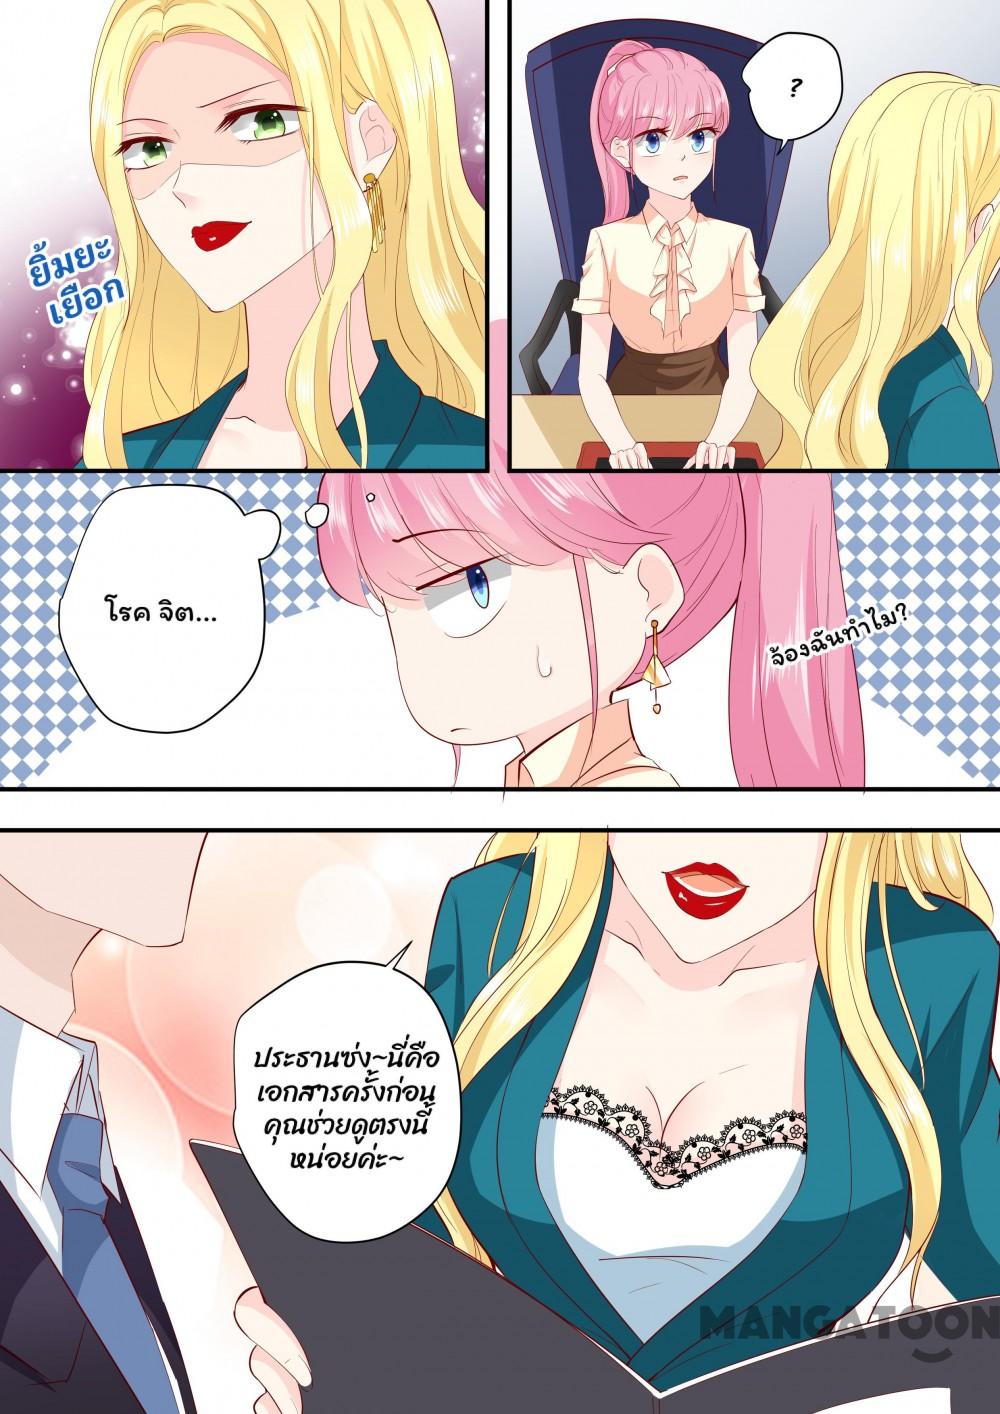 ยิ้มยะ
เยือก
?
โรค จิต...
จ้องฉันทำไม?
ประธานซ่ง~นี่คือ
เอกสารครั้งก่อน
คุณช่วยดูตรงนี้
หน่อยค่ะ~
MANGATOON